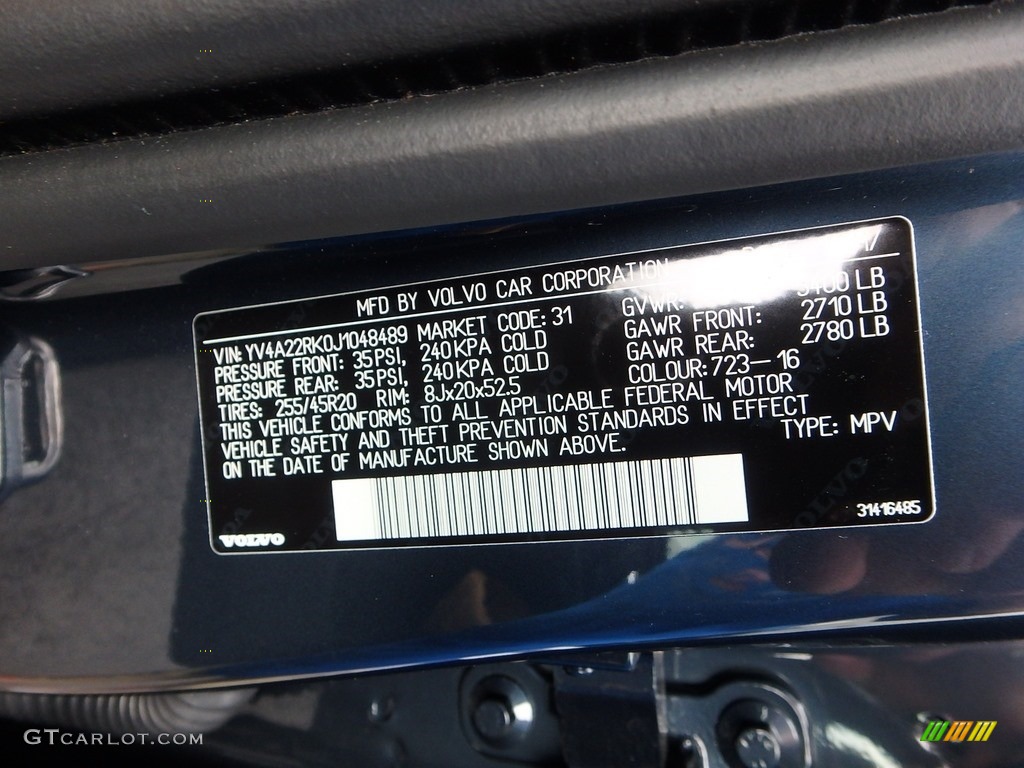 MFD BY VOLVO CAR CORPORATION
VIN: YV4A22RK0J1048489 MARKET CODE: 31 GVWR: LB
PRESSURE FRONT: 35PSI, 240KPA COLD GAWR FRONT: 2710 LB
PRESSURE REAR: 35PSI, 240KPA COLD GAWR REAR: 2780 LB
TIRES: 255/45R20 RIM: 8Jx20x52.5 COLOUR: 723-16
THIS VEHICLE CONFORMS TO ALL APPLICABLE FEDERAL MOTOR
VEHICLE SAFETY AND THEFT PREVENTION STANDARDS IN EFFECT
ON THE DATE OF MANUFACTURE SHOWN ABOVE. TYPE: MPV
VOLVO
31416485
GTCARLOT.COM